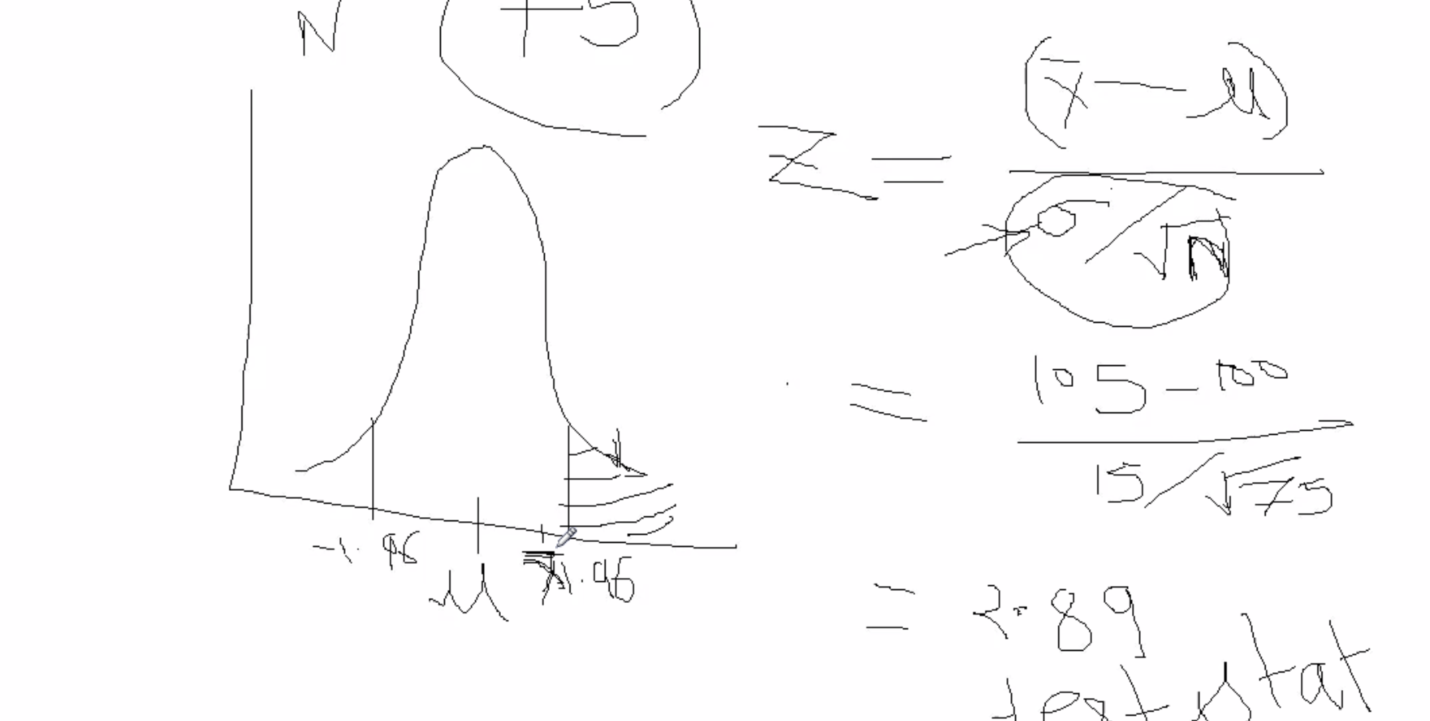 N 75
Z = (x̄ - μ)
σ/√N
= 105 - 100
15/√75
-1.96 μ x̄ 1.96
= 2.89
test stat